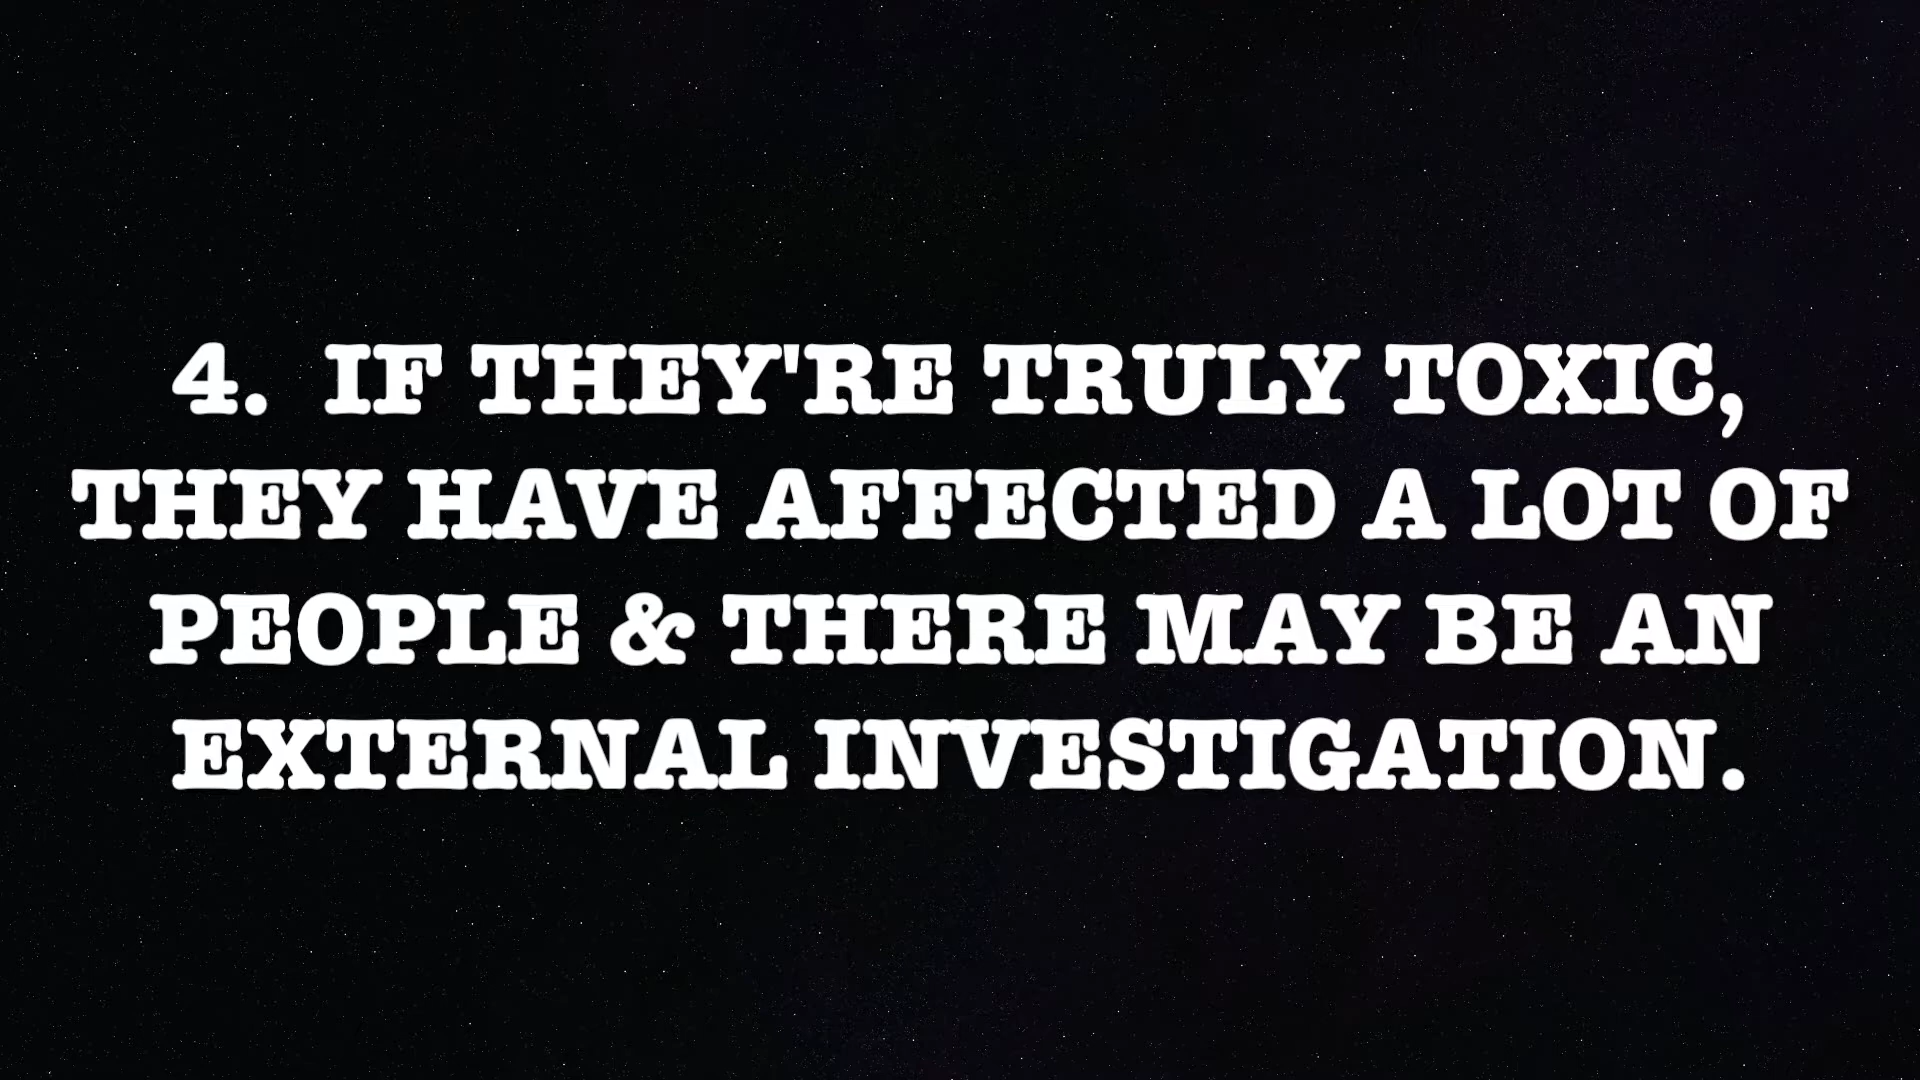 4.  IF THEY'RE TRULY TOXIC,
THEY HAVE AFFECTED A LOT OF
PEOPLE & THERE MAY BE AN
EXTERNAL INVESTIGATION.